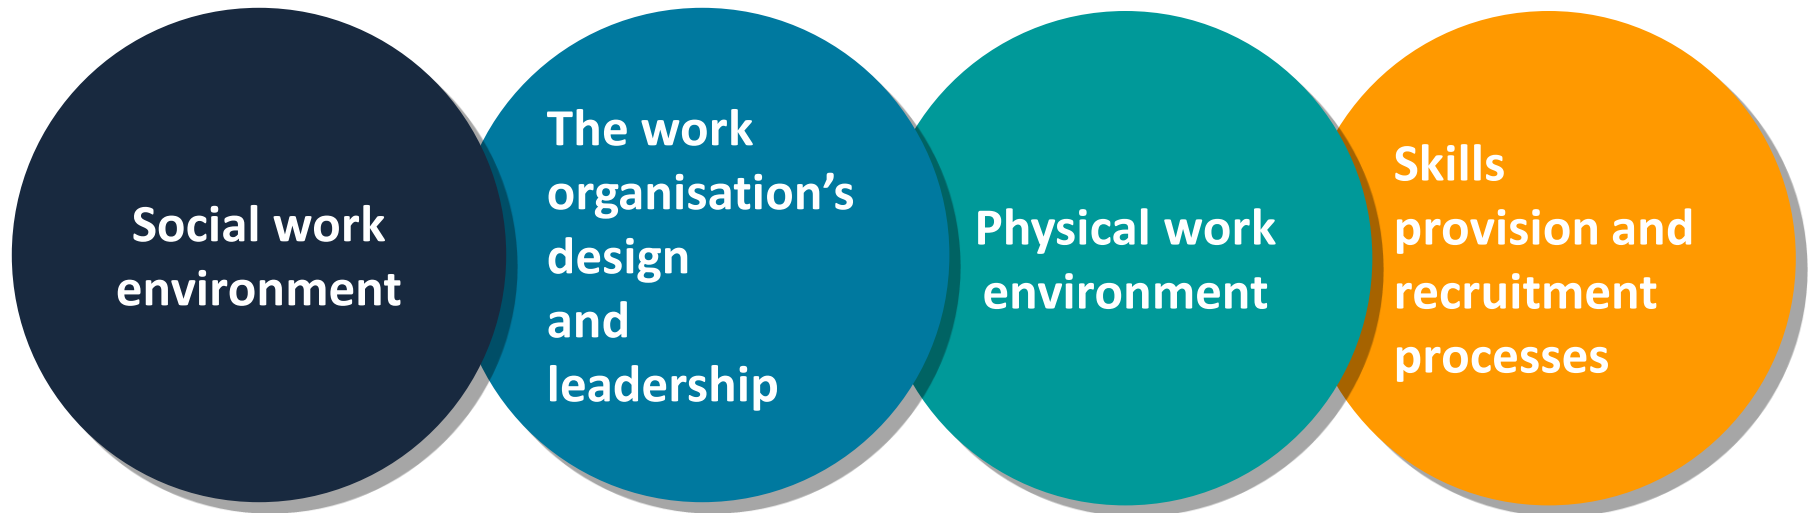 Social work
environment
The work
organisation’s
design
and
leadership
Physical work
environment
Skills
provision and
recruitment
processes